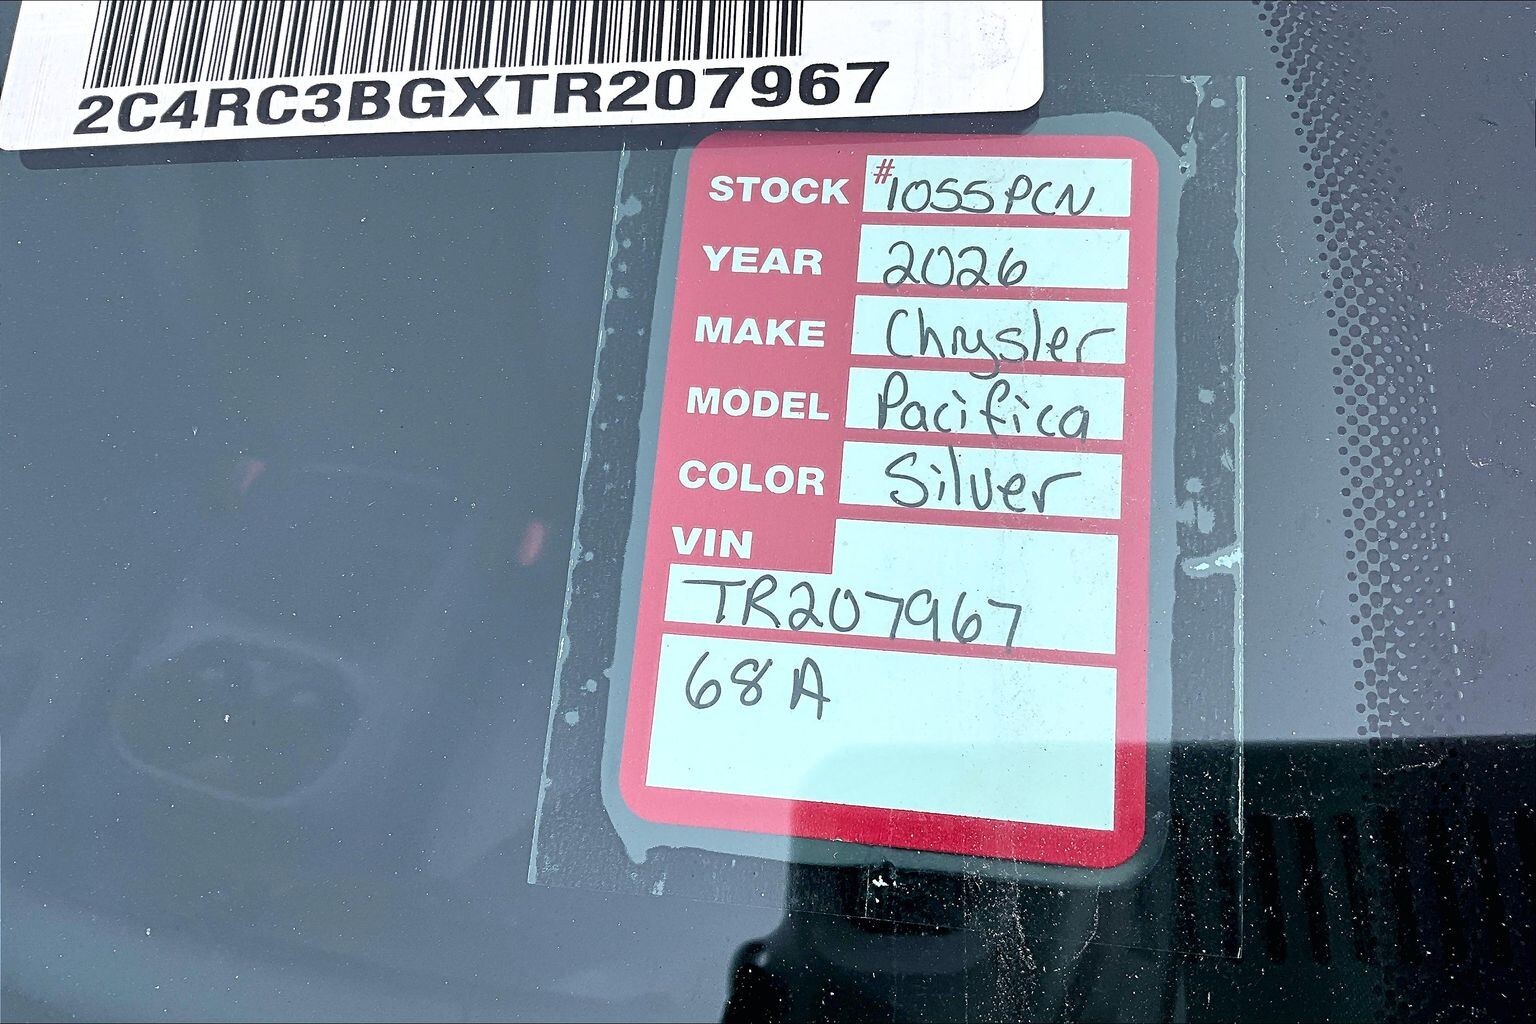 2C4RC3BGXTR207967
STOCK #1055PCN
YEAR 2026
MAKE Chrysler
MODEL Pacifica
COLOR Silver
VIN
TR207967
68A